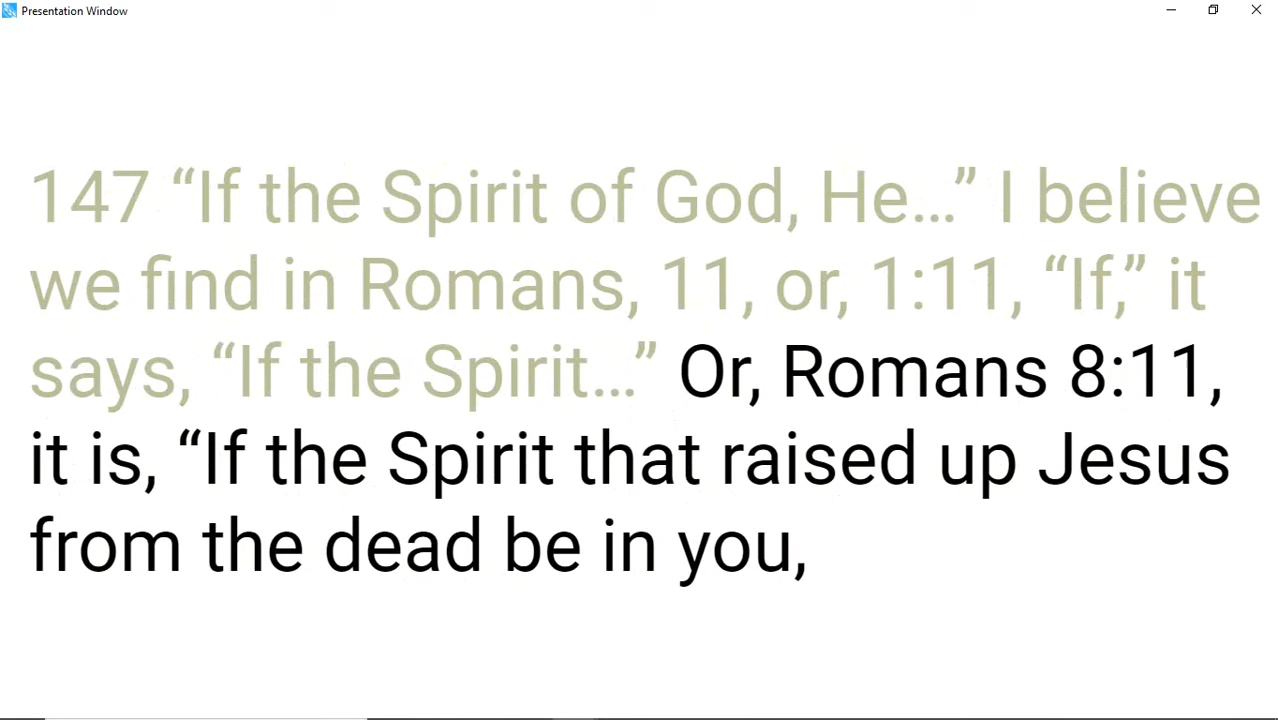 Presentation Window
147 “If the Spirit of God, He…” I believe
we find in Romans, 11, or, 1:11, “If,” it
says, “If the Spirit…” Or, Romans 8:11,
it is, “If the Spirit that raised up Jesus
from the dead be in you,